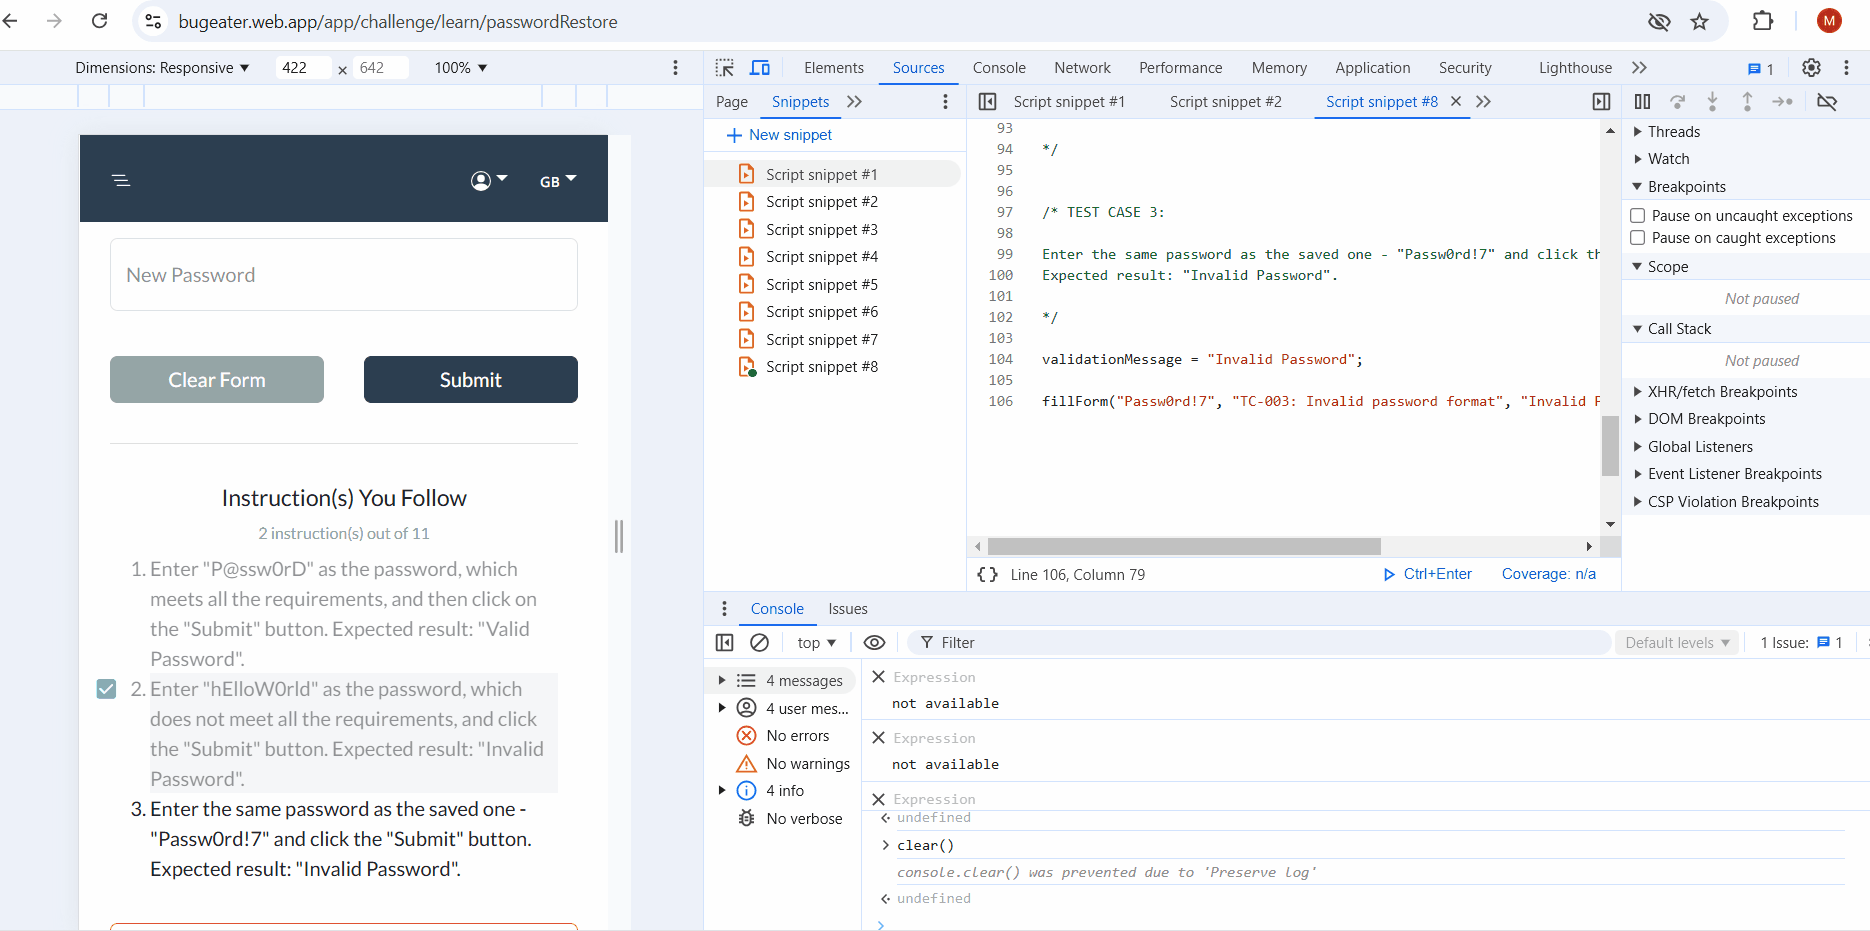 bugeater.web.app/app/challenge/learn/passwordRestore
M
Dimensions: Responsive ▼ 422 x 642 100% ▼
Elements Sources Console Network Performance Memory Application Security Lighthouse 1
Page Snippets
Script snippet #1 Script snippet #2 Script snippet #8
New snippet
Script snippet #1
Script snippet #2
Script snippet #3
Script snippet #4
Script snippet #5
Script snippet #6
Script snippet #7
Script snippet #8
GB
New Password
Clear Form Submit
Instruction(s) You Follow
2 instruction(s) out of 11
1. Enter "P@ssw0rD" as the password, which
meets all the requirements, and then click on
the "Submit" button. Expected result: "Valid
Password".
2. Enter "hElloW0rld" as the password, which
does not meet all the requirements, and click
the "Submit" button. Expected result: "Invalid
Password".
3. Enter the same password as the saved one -
"Passw0rd!7" and click the "Submit" button.
Expected result: "Invalid Password".
93
94 */
95
96
97 /* TEST CASE 3:
98
99 Enter the same password as the saved one - "Passw0rd!7" and click th
100 Expected result: "Invalid Password".
101
102 */
103
104 validationMessage = "Invalid Password";
105
106 fillForm("Passw0rd!7", "TC-003: Invalid password format", "Invalid P
{} Line 106, Column 79 Ctrl+Enter Coverage: n/a
Threads
Watch
Breakpoints
Pause on uncaught exceptions
Pause on caught exceptions
Scope
Not paused
Call Stack
Not paused
XHR/fetch Breakpoints
DOM Breakpoints
Global Listeners
Event Listener Breakpoints
CSP Violation Breakpoints
Console Issues
top ▼ Filter Default levels ▼ 1 Issue: 1
4 messages
4 user mes...
No errors
No warnings
4 info
No verbose
Expression
not available
Expression
not available
Expression
undefined
clear()
console.clear() was prevented due to 'Preserve log'
undefined